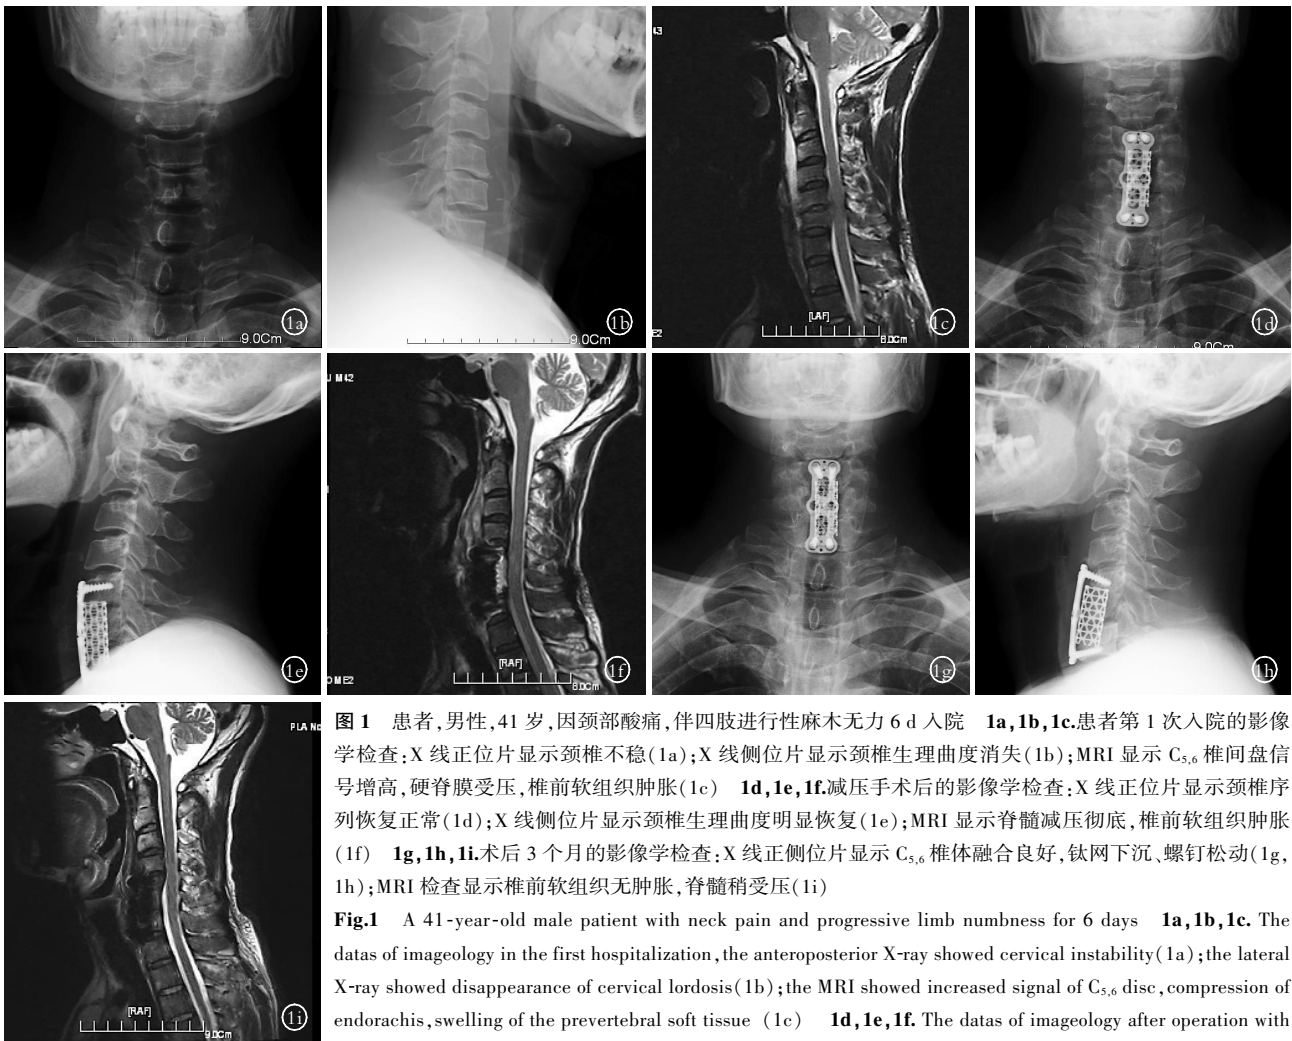 43
1a
9.0Cm
1b
9.0Cm
[LAF]
E2
8.0Cm
1c
1d
9.0Cm
1e
J M42
[RAF]
OME2
8.0Cm
1f
1g
1h
PLA No
[RAF]
9.0Cm
1i
图 1 患者,男性,41 岁,因颈部酸痛,伴四肢进行性麻木无力 6 d 入院 1a,1b,1c.患者第 1 次入院的影像
学检查:X 线正位片显示颈椎不稳(1a);X 线侧位片显示颈椎生理曲度消失(1b);MRI 显示 C5,6 椎间盘信
号增高,硬脊膜受压,椎前软组织肿胀(1c) 1d,1e,1f.减压手术后的影像学检查:X 线正位片显示颈椎序
列恢复正常(1d);X 线侧位片显示颈椎生理曲度明显恢复(1e);MRI 显示脊髓减压彻底,椎前软组织肿胀
(1f) 1g,1h,1i.术后 3 个月的影像学检查:X 线正侧位片显示 C5,6 椎体融合良好,钛网下沉、螺钉松动(1g,
1h);MRI 检查显示椎前软组织无肿胀,脊髓稍受压(1i)
Fig.1 A 41-year-old male patient with neck pain and progressive limb numbness for 6 days 1a,1b,1c. The
datas of imageology in the first hospitalization,the anteroposterior X-ray showed cervical instability(1a);the lateral
X-ray showed disappearance of cervical lordosis(1b);the MRI showed increased signal of C5,6 disc,compression of
endorachis,swelling of the prevertebral soft tissue (1c) 1d,1e,1f. The datas of imageology after operation with